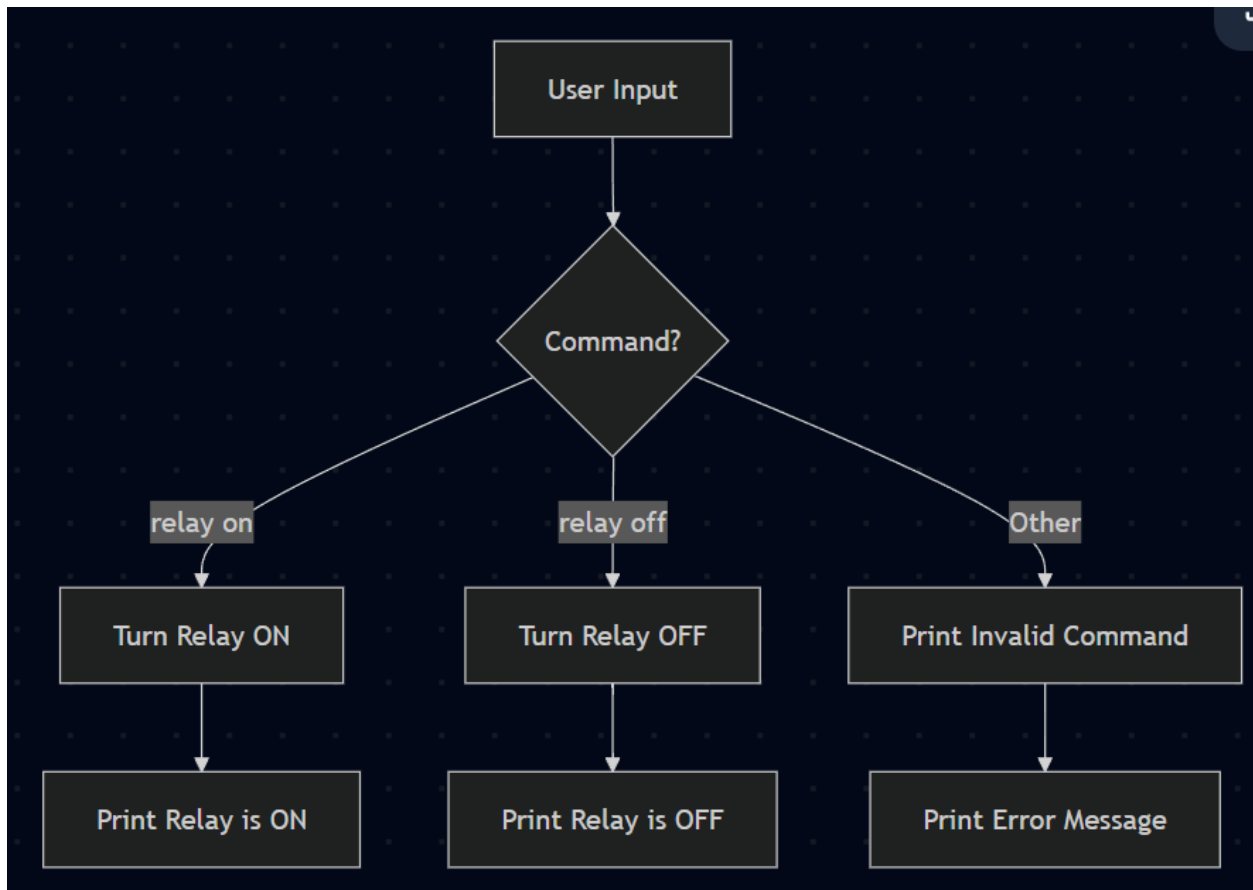 User Input
Command?
relay on
relay off
Other
Turn Relay ON
Turn Relay OFF
Print Invalid Command
Print Relay is ON
Print Relay is OFF
Print Error Message